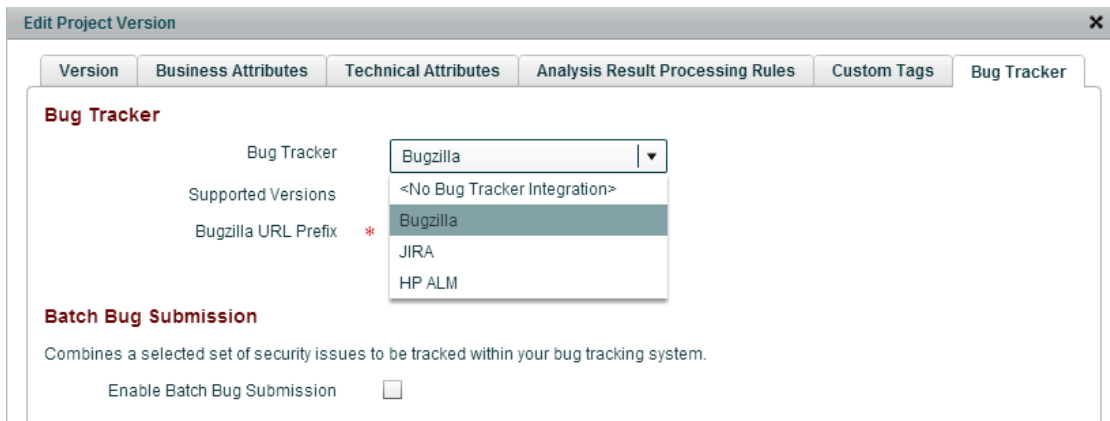 Edit Project Version
Version Business Attributes Technical Attributes Analysis Result Processing Rules Custom Tags Bug Tracker
Bug Tracker
Bug Tracker Bugzilla
<No Bug Tracker Integration>
Supported Versions
Bugzilla
Bugzilla URL Prefix *
JIRA
HP ALM
Batch Bug Submission
Combines a selected set of security issues to be tracked within your bug tracking system.
Enable Batch Bug Submission